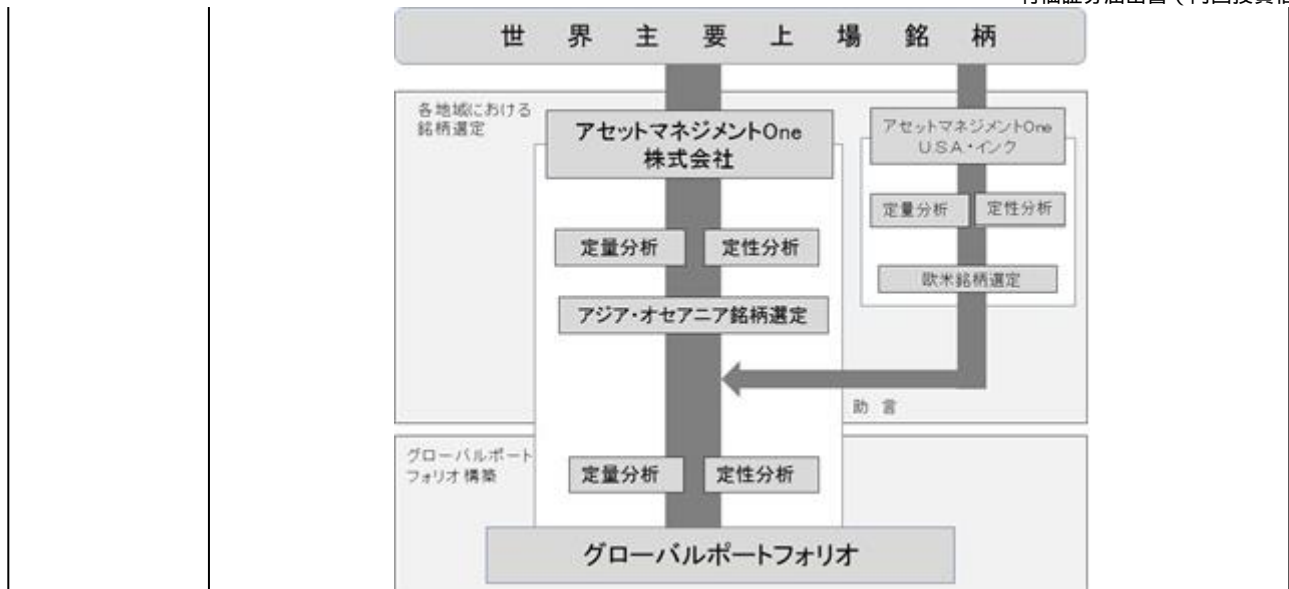 世界主要上場銘柄
各地域における
銘柄選定
アセットマネジメントOne
株式会社
アセットマネジメントOne
U.S.A・インク
定量分析
定性分析
定量分析
定性分析
欧米銘柄選定
アジア・オセアニア銘柄選定
助言
グローバルポート
フォリオ構築
定量分析
定性分析
グローバルポートフォリオ